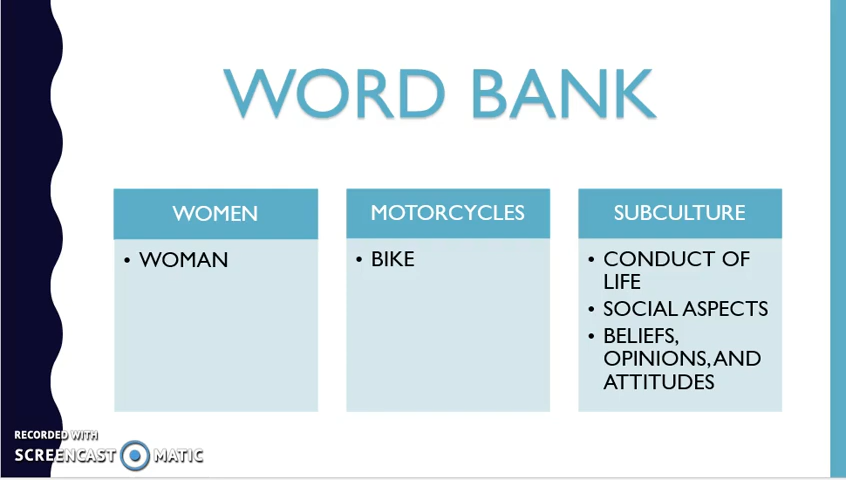 WORD BANK
WOMEN
• WOMAN
MOTORCYCLES
• BIKE
SUBCULTURE
• CONDUCT OF
LIFE
• SOCIAL ASPECTS
• BELIEFS,
OPINIONS, AND
ATTITUDES
RECORDED WITH
SCREENCAST MATIC